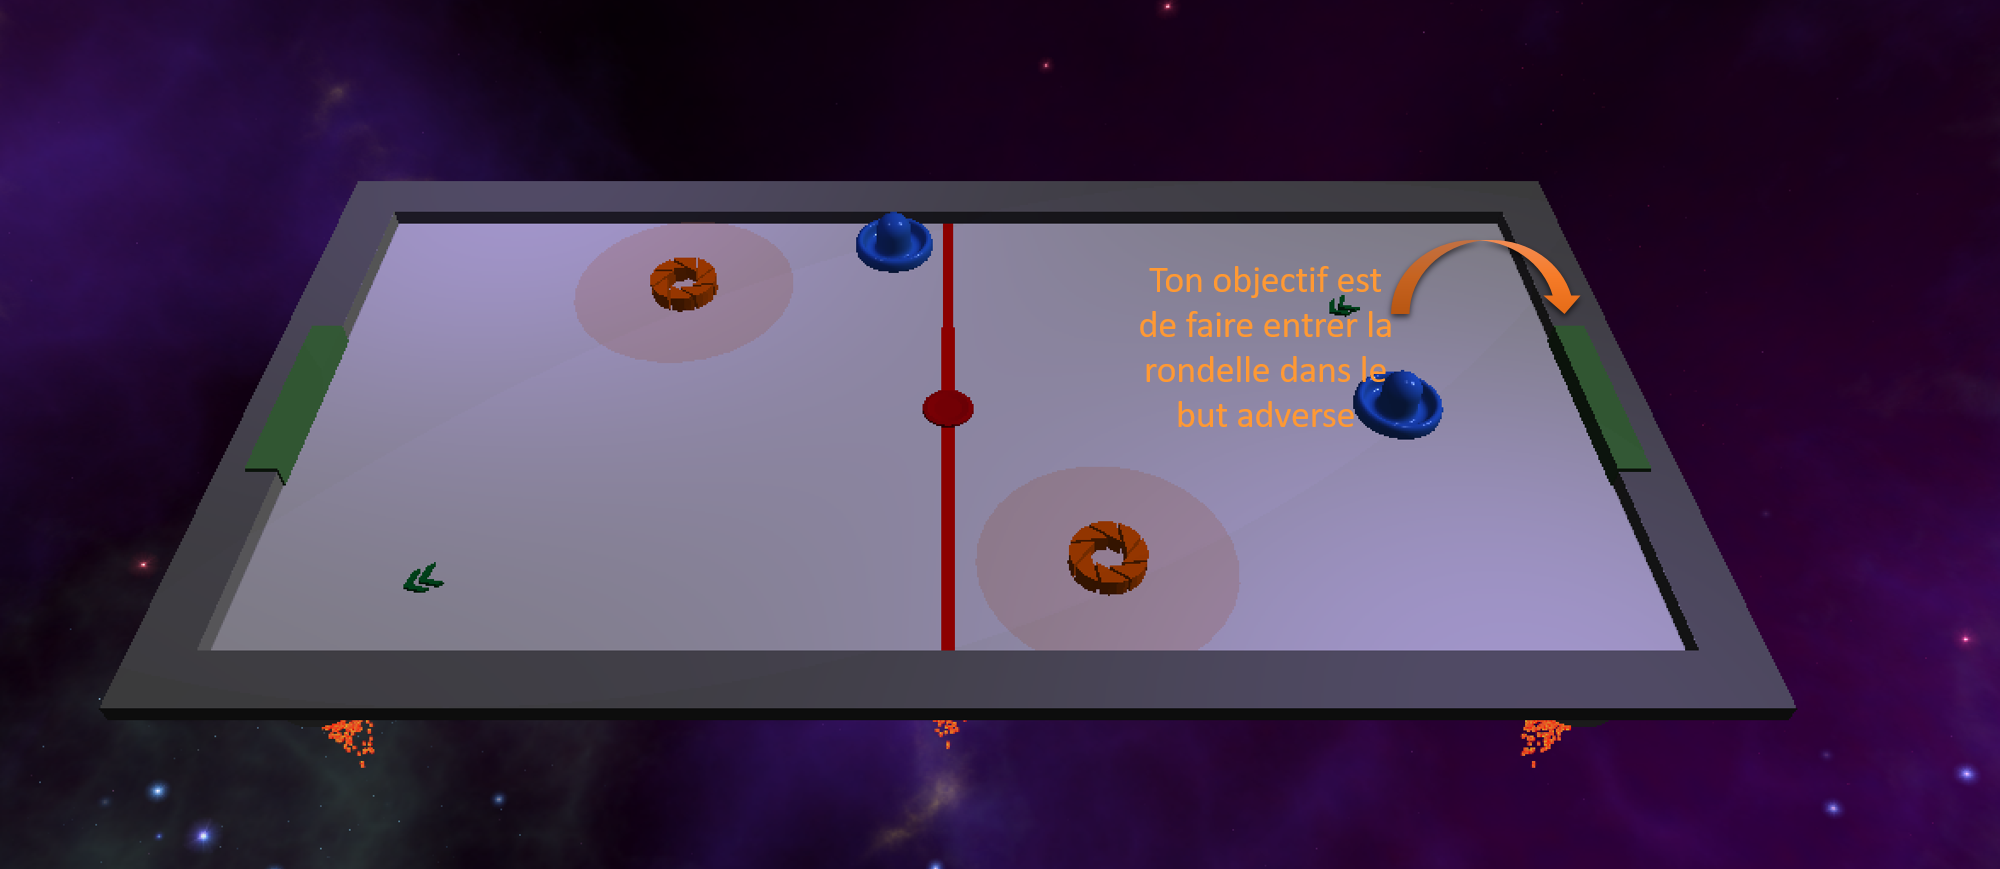 Ton objectif est
de faire entrer la
rondelle dans le
but adverse